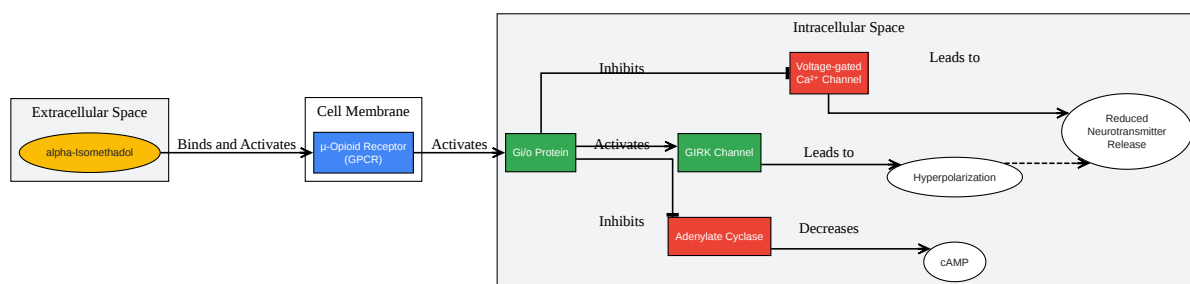 Intracellular Space
Extracellular Space
alpha-Isomethadol
Binds and Activates
Cell Membrane
µ-Opioid Receptor
(GPCR)
Activates
Gi/o Protein
Inhibits
Voltage-gated
Ca²⁺ Channel
Leads to
Reduced
Neurotransmitter
Release
Activates
GIRK Channel
Leads to
Hyperpolarization
Inhibits
Adenylate Cyclase
Decreases
cAMP